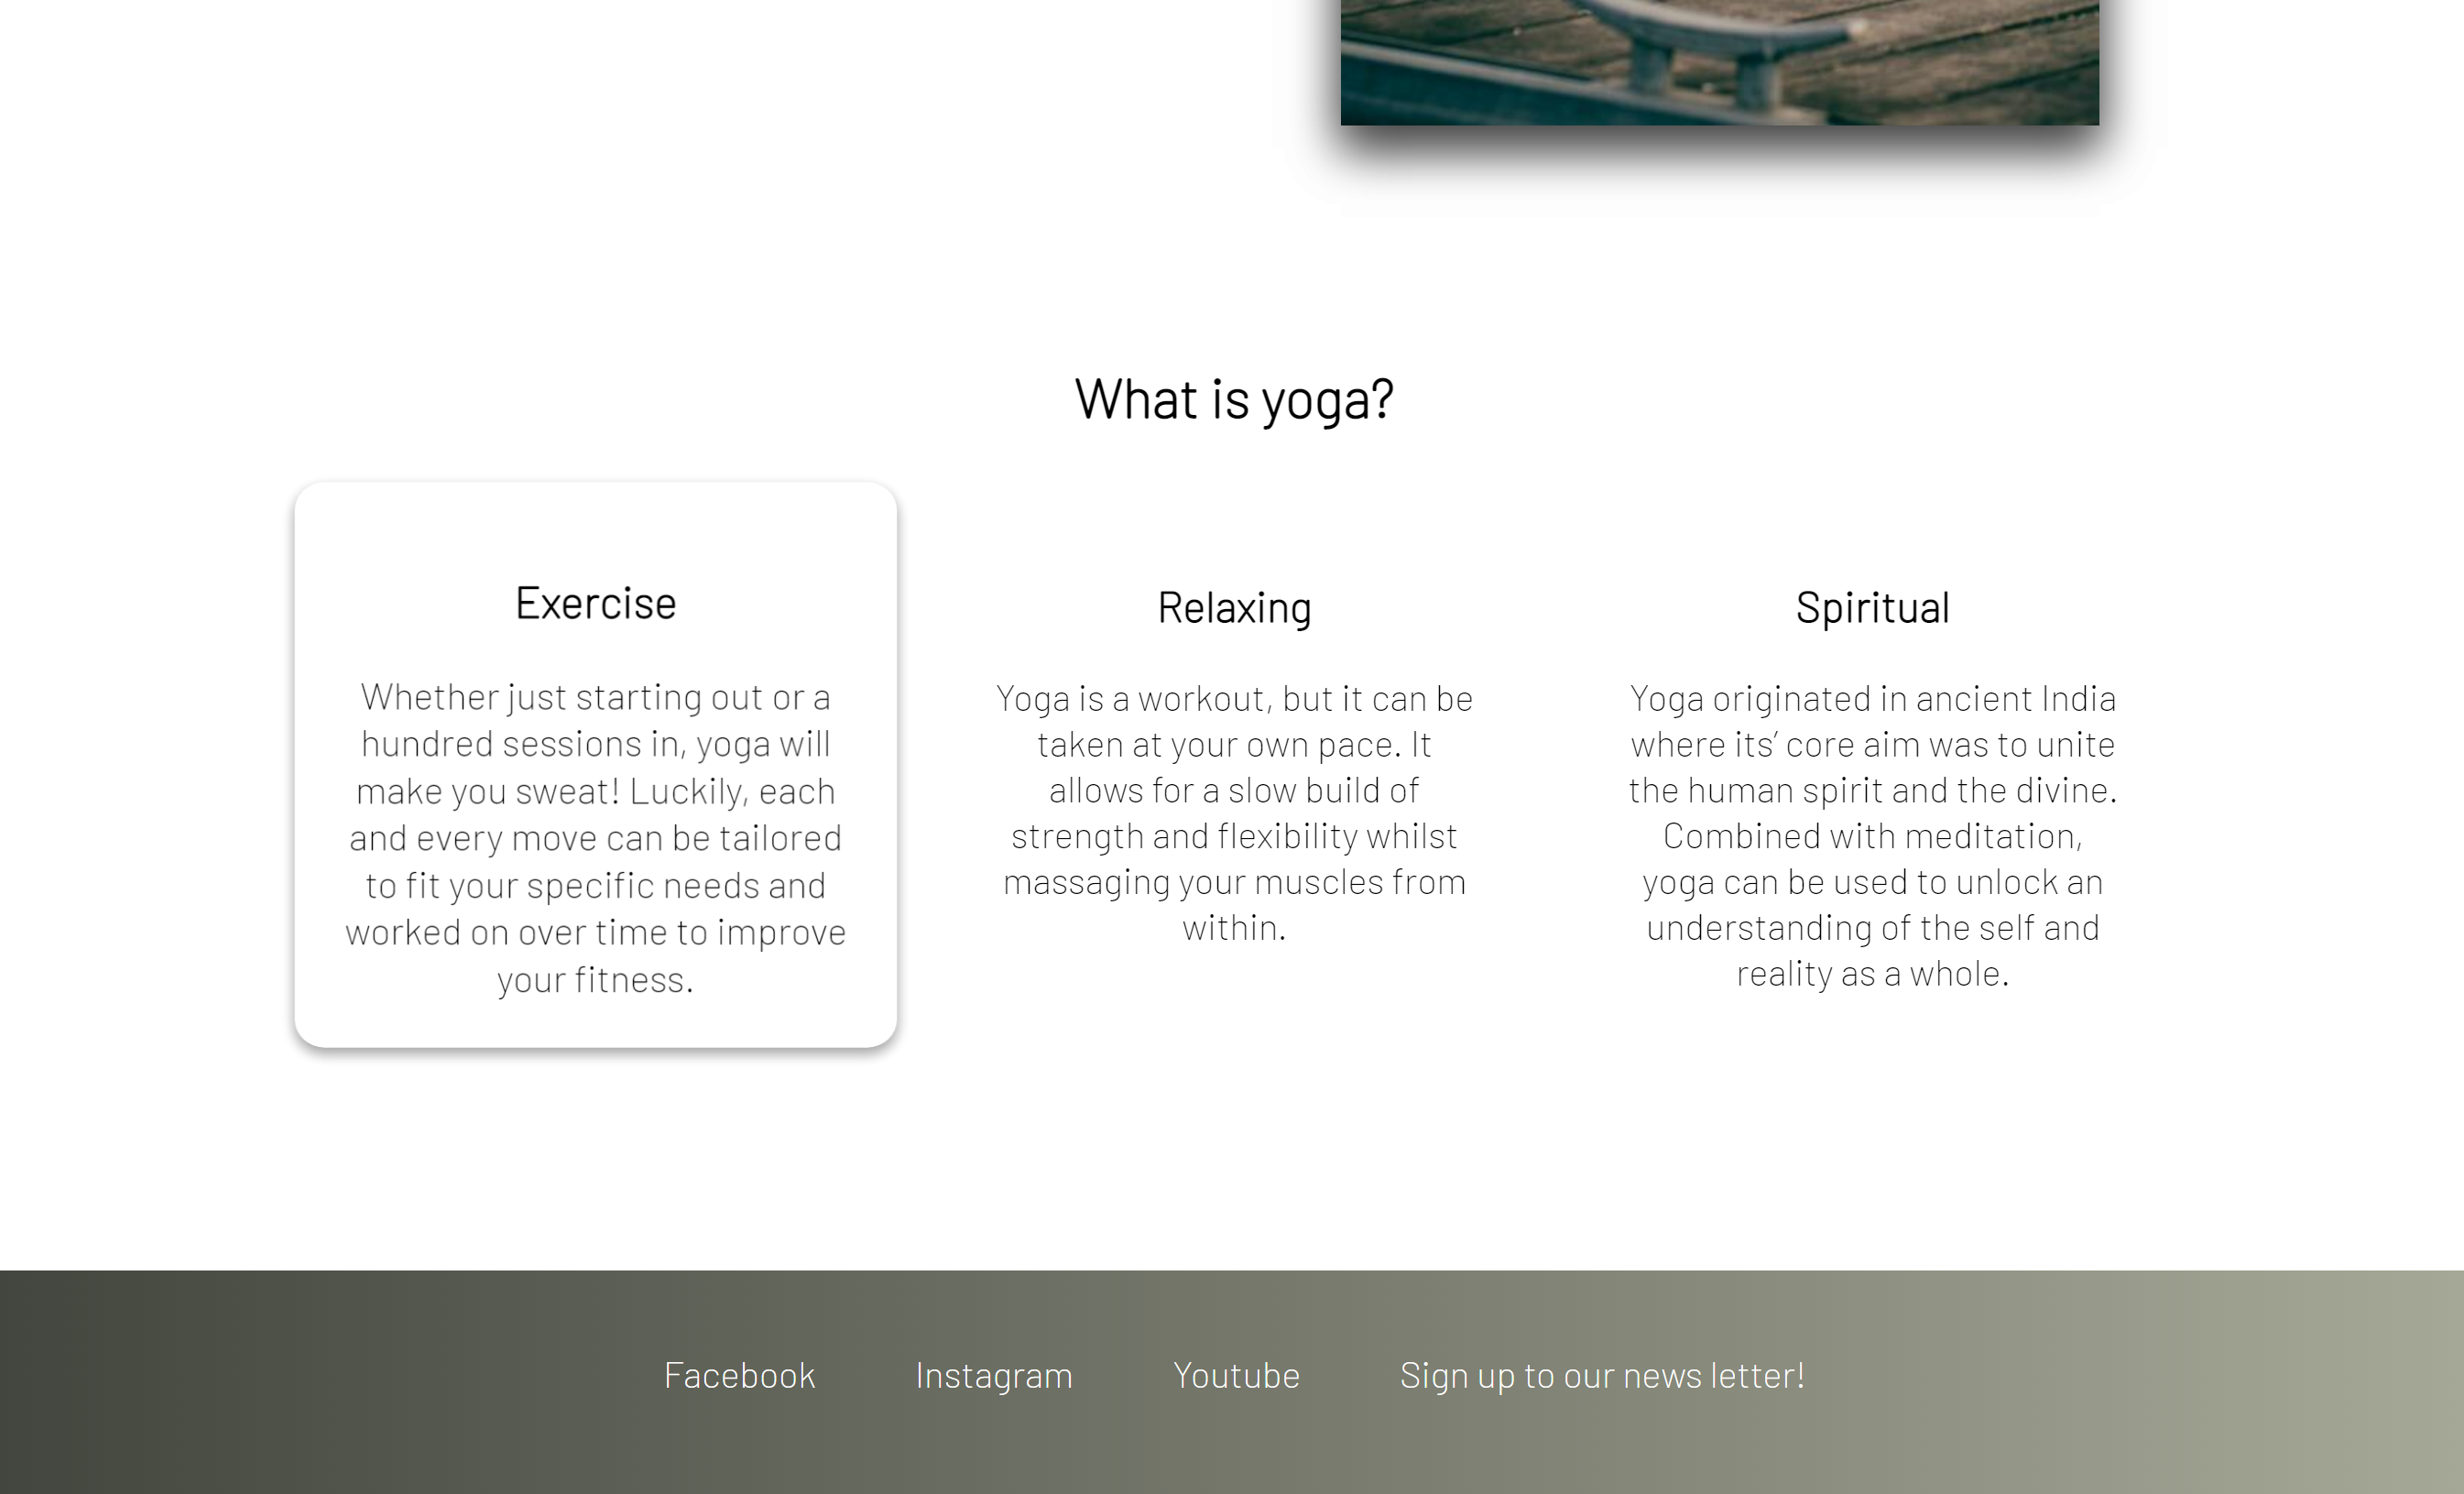 What is yoga?
Exercise
Whether just starting out or a
hundred sessions in, yoga will
make you sweat! Luckily, each
and every move can be tailored
to fit your specific needs and
worked on over time to improve
your fitness.
Relaxing
Yoga is a workout, but it can be
taken at your own pace. It
allows for a slow build of
strength and flexibility whilst
massaging your muscles from
within.
Spiritual
Yoga originated in ancient India
where its’ core aim was to unite
the human spirit and the divine.
Combined with meditation,
yoga can be used to unlock an
understanding of the self and
reality as a whole.
Facebook Instagram Youtube Sign up to our news letter!